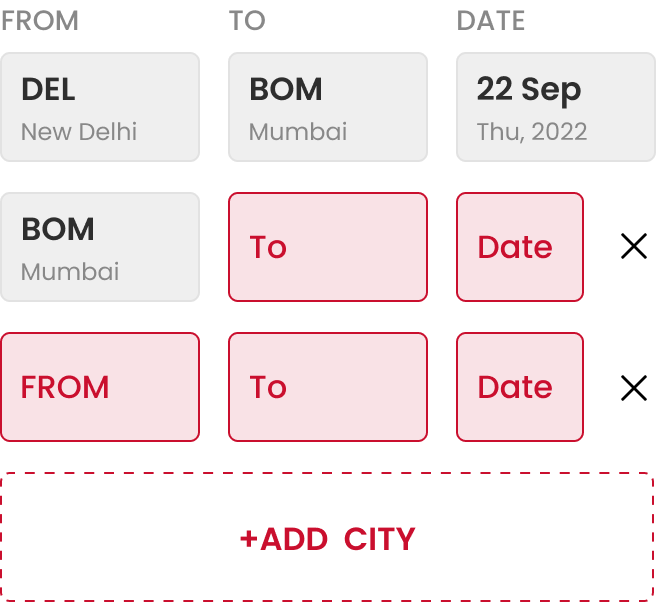 FROM TO DATE
DEL BOM 22 Sep
New Delhi Mumbai Thu, 2022
BOM
Mumbai
To Date
FROM To Date
+ADD CITY